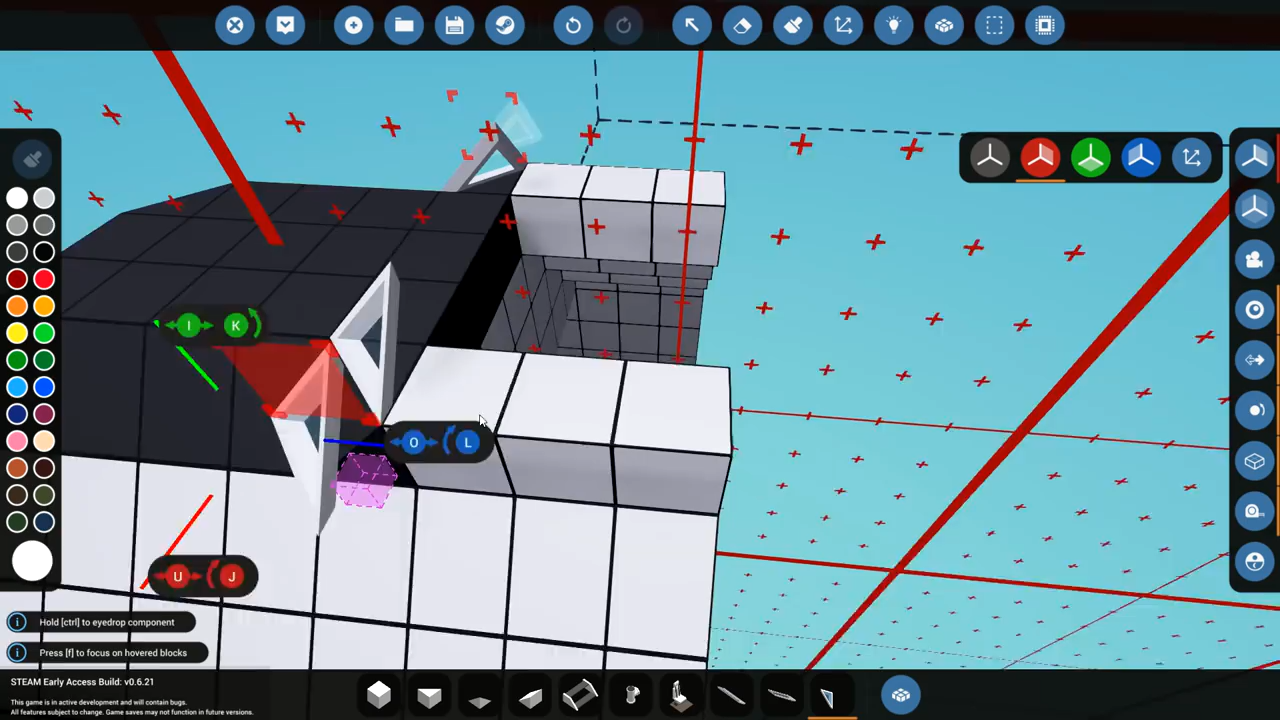 I K
O L
U J
Hold [ctrl] to eyedrop component
Press [f] to focus on hovered blocks
STEAM Early Access Build: v0.6.21
This game is in active development and will contain bugs.
All features subject to change. Game saves may not function in future versions.